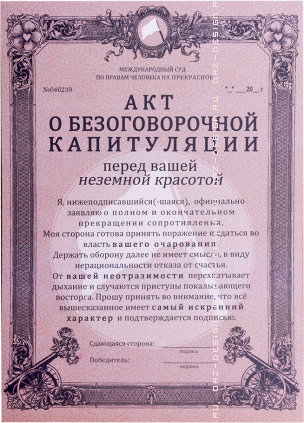 МЕЖДУНАРОДНЫЙ СУД
ПО ПРАВАМ ЧЕЛОВЕКА НА ПРЕКРАСНОЕ
№046239
"_"___20__г
АКТ
О БЕЗОГОВОРОЧНОЙ
КАПИТУЛЯЦИИ
перед вашей
неземной красотой
Я, нижеподписавшийся(-шаяся), официально
заявляю о полном и окончательном
прекращении сопротивления.
Моя сторона готова принять поражение и сдаться во
власть вашего очарования.
Держать оборону далее не имеет смысла, в виду
нерациональности отказа от счастья.
От вашей неотразимости перехватывает
дыхание и случаются приступы покалывающего
восторга. Прошу принять во внимание, что всё
вышесказанное имеет самый искренний
характер и подтверждается подписью.
Сдающаяся сторона:
подпись
Победитель:
подпись